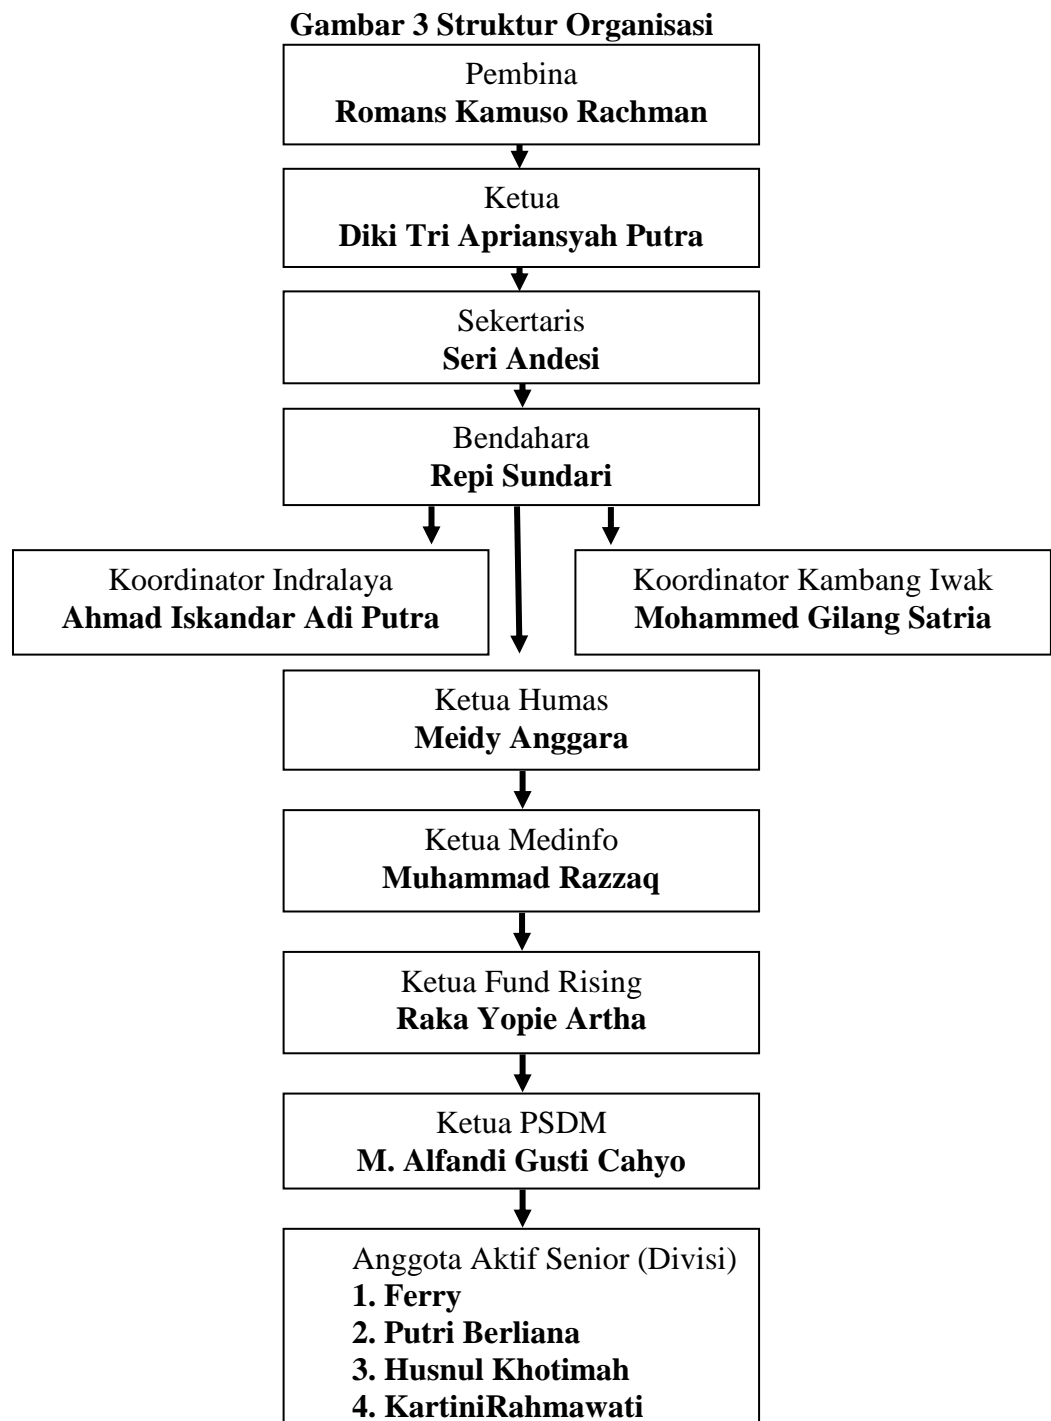 Gambar 3 Struktur Organisasi
Pembina
Romans Kamuso Rachman
Ketua
Diki Tri Apriansyah Putra
Sekertaris
Seri Andesi
Bendahara
Repi Sundari
Koordinator Indralaya
Ahmad Iskandar Adi Putra
Koordinator Kambang Iwak
Mohammed Gilang Satria
Ketua Humas
Meidy Anggara
Ketua Medinfo
Muhammad Razzaq
Ketua Fund Rising
Raka Yopie Artha
Ketua PSDM
M. Alfandi Gusti Cahyo
Anggota Aktif Senior (Divisi)
1. Ferry
2. Putri Berliana
3. Husnul Khotimah
4. KartiniRahmawati